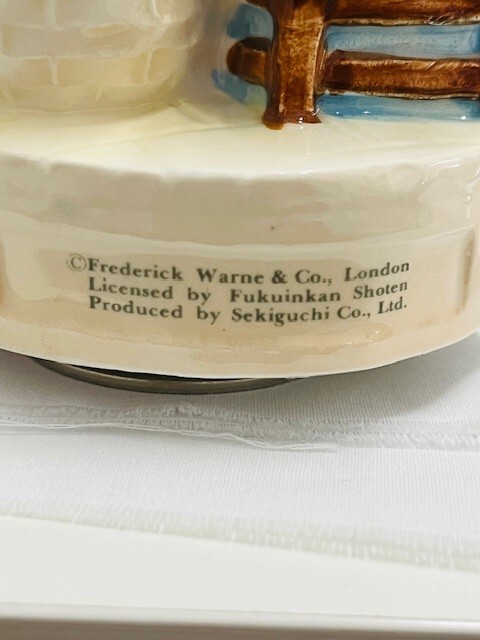 ©Frederick Warne & Co., London
Licensed by Fukuinkan Shoten
Produced by Sekiguchi Co., Ltd.